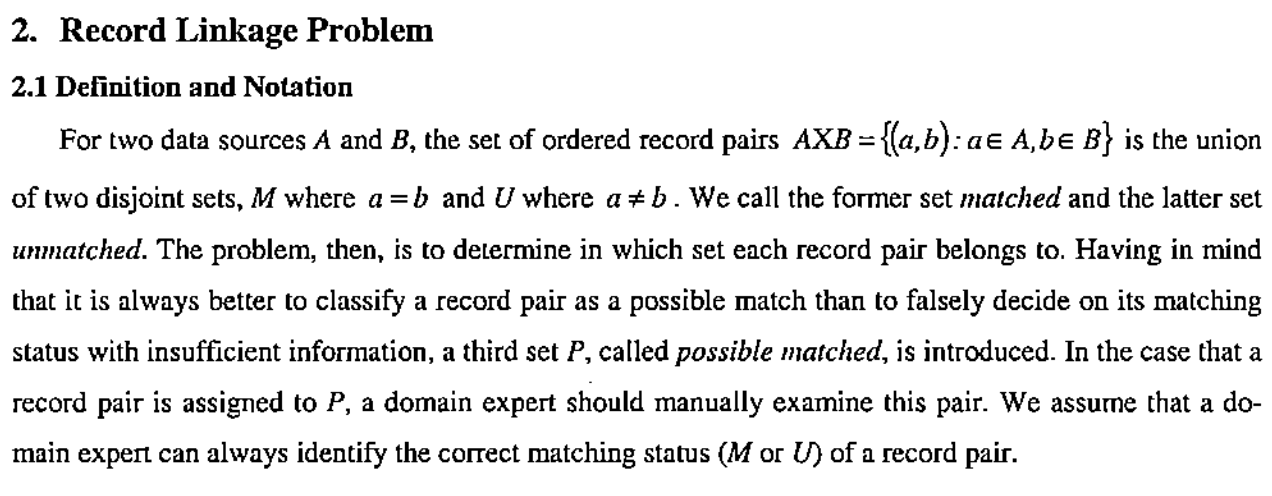 2. Record Linkage Problem
2.1 Definition and Notation
For two data sources A and B, the set of ordered record pairs AXB = {(a,b): a ∈ A, b ∈ B} is the union
of two disjoint sets, M where a = b and U where a ≠ b . We call the former set matched and the latter set
unmatched. The problem, then, is to determine in which set each record pair belongs to. Having in mind
that it is always better to classify a record pair as a possible match than to falsely decide on its matching
status with insufficient information, a third set P, called possible matched, is introduced. In the case that a
record pair is assigned to P, a domain expert should manually examine this pair. We assume that a do-
main expert can always identify the correct matching status (M or U) of a record pair.